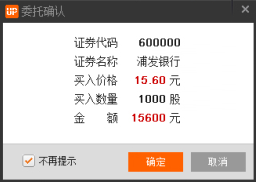 UP 委托确认
证券代码 600000
证券名称 浦发银行
买入价格 15.60 元
买入数量 1000 股
金 额 15600 元
不再提示 确定 取消